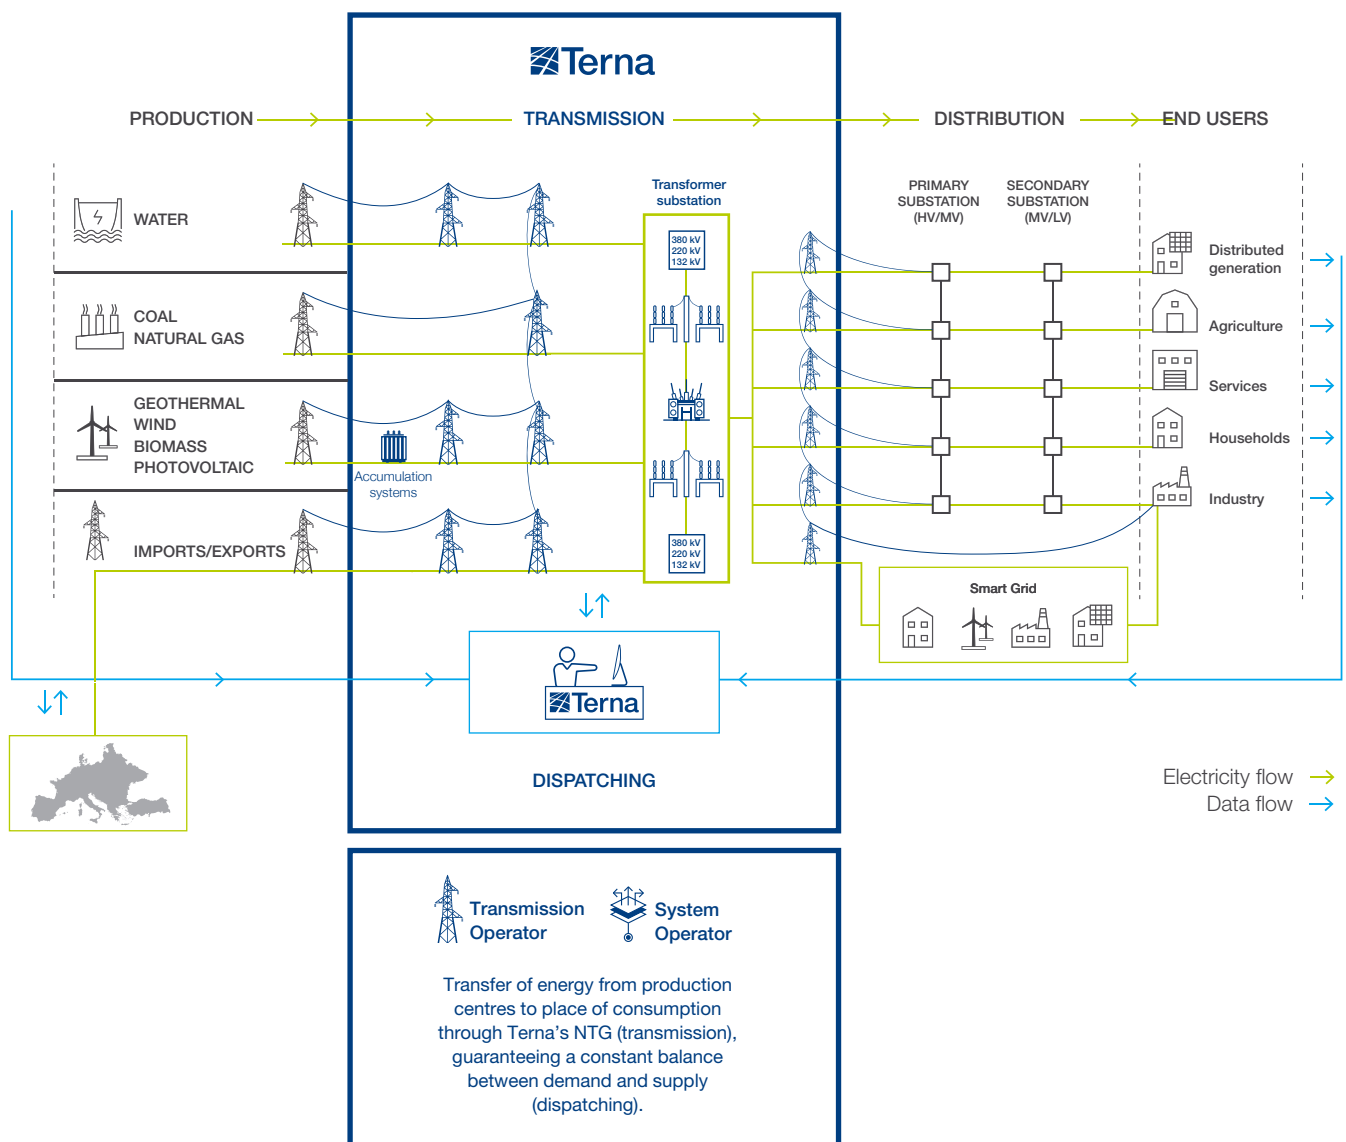 Terna
PRODUCTION
TRANSMISSION
DISTRIBUTION
END USERS
WATER
COAL
NATURAL GAS
GEOTHERMAL
WIND
BIOMASS
PHOTOVOLTAIC
IMPORTS/EXPORTS
Accumulation
systems
Transformer
substation
380 kV
220 kV
132 kV
380 kV
220 kV
132 kV
PRIMARY
SUBSTATION
(HV/MV)
SECONDARY
SUBSTATION
(MV/LV)
Distributed
generation
Agriculture
Services
Households
Industry
Smart Grid
Terna
DISPATCHING
Electricity flow
Data flow
Transmission
Operator
System
Operator
Transfer of energy from production
centres to place of consumption
through Terna’s NTG (transmission),
guaranteeing a constant balance
between demand and supply
(dispatching).